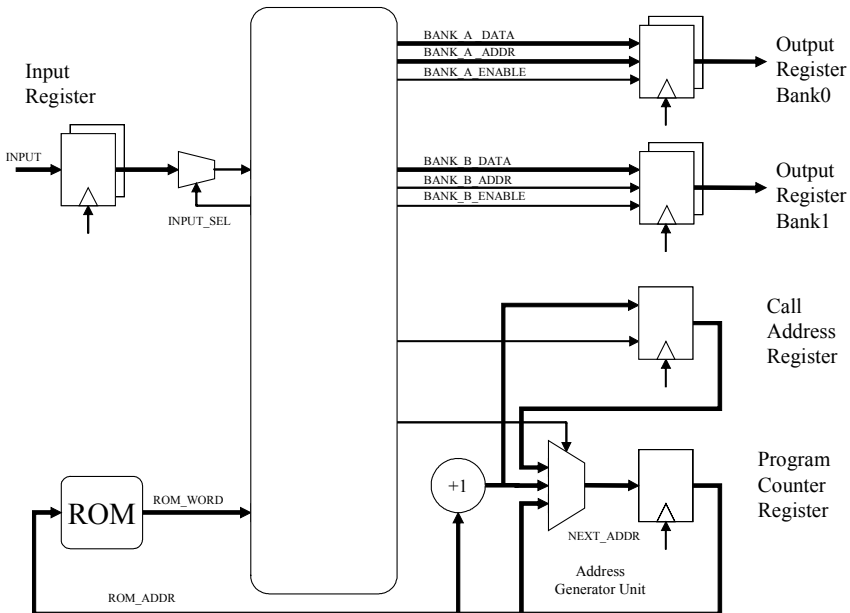 BANK_A_DATA
BANK_A_ADDR
BANK_A_ENABLE
Output
Register
Bank0
Input
Register
INPUT
INPUT_SEL
BANK_B_DATA
BANK_B_ADDR
BANK_B_ENABLE
Output
Register
Bank1
Call
Address
Register
Program
Counter
Register
+1
ROM
ROM_WORD
NEXT_ADDR
Address
Generator Unit
ROM_ADDR